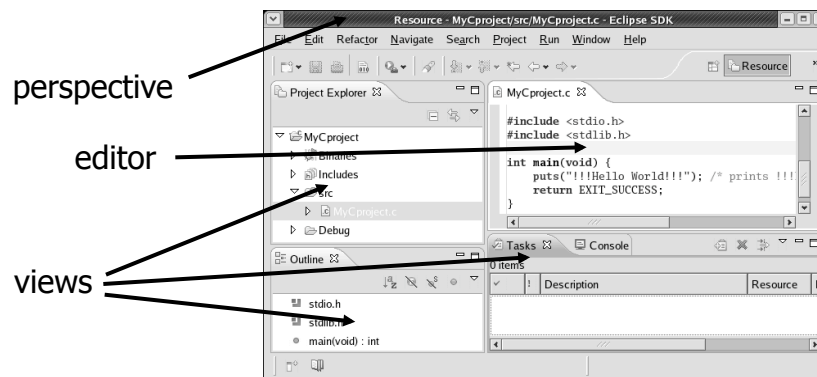 Resource - MyCproject/src/MyCproject.c - Eclipse SDK
File Edit Refactor Navigate Search Project Run Window Help
Resource
perspective
Project Explorer
MyCproject.c
#include <stdio.h>
#include <stdlib.h>
MyCproject
editor
Binaries
int main(void) {
Includes
puts("!!!Hello World!!!"); /* prints !!!
src
return EXIT_SUCCESS;
MyCproject.c
}
Debug
Tasks
Console
Outline
0 items
views
! Description Resource
stdio.h
stdlib.h
main(void) : int